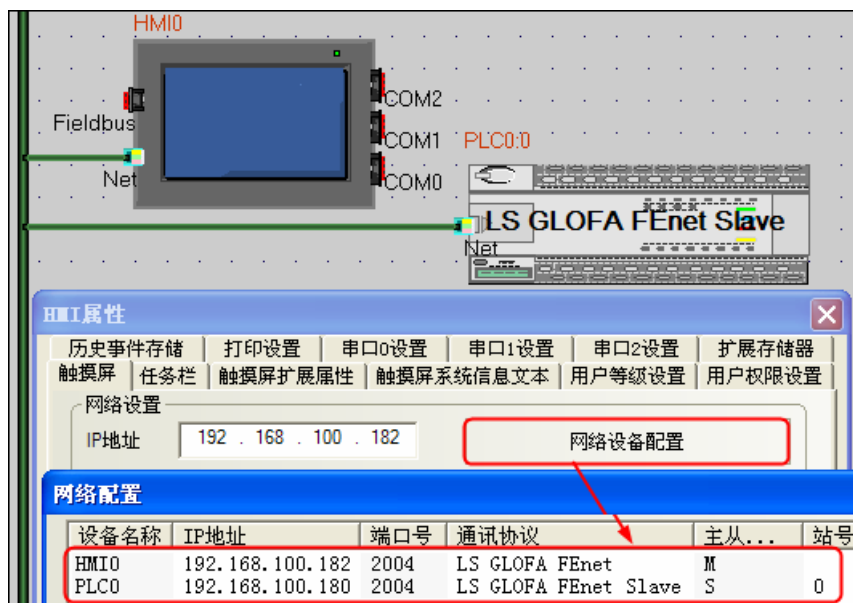 HMI0
Fieldbus
COM2
COM1
PLC0:0
Net
COM0
LS GLOFA FEnet Slave
Net
HMI属性
历史事件存储 打印设置 串口0设置 串口1设置 串口2设置 扩展存储器
触摸屏 任务栏 触摸屏扩展属性 触摸屏系统信息文本 用户等级设置 用户权限设置
网络设置
IP地址 192 . 168 . 100 . 182 网络设备配置
网络配置
设备名称 IP地址 端口号 通讯协议 主从... 站号
HMI0 192.168.100.182 2004 LS GLOFA FEnet M
PLC0 192.168.100.180 2004 LS GLOFA FEnet Slave S 0